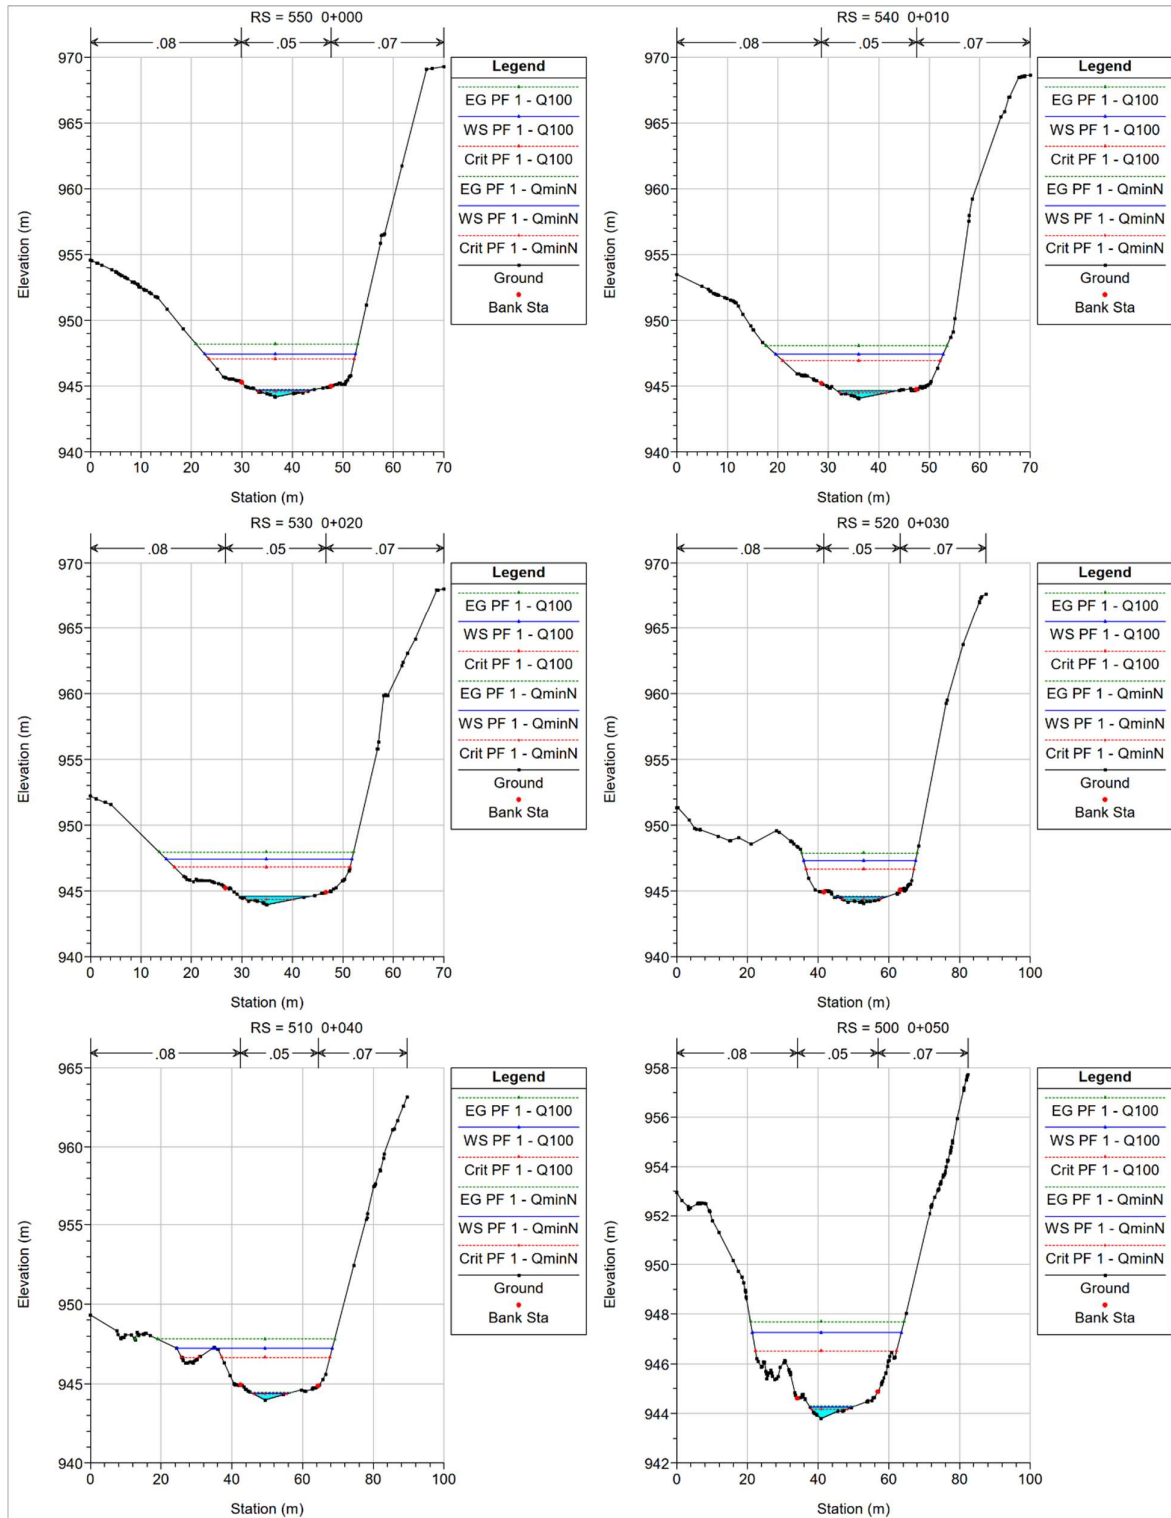 RS = 550 0+000
.08 .05 .07
970
965
960
955
950
945
940
Elevation (m)
0 10 20 30 40 50 60 70
Station (m)
Legend
EG PF 1 - Q100
WS PF 1 - Q100
Crit PF 1 - Q100
EG PF 1 - QminN
WS PF 1 - QminN
Crit PF 1 - QminN
Ground
Bank Sta
RS = 540 0+010
.08 .05 .07
970
965
960
955
950
945
940
Elevation (m)
0 10 20 30 40 50 60 70
Station (m)
Legend
EG PF 1 - Q100
WS PF 1 - Q100
Crit PF 1 - Q100
EG PF 1 - QminN
WS PF 1 - QminN
Crit PF 1 - QminN
Ground
Bank Sta
RS = 530 0+020
.08 .05 .07
970
965
960
955
950
945
940
Elevation (m)
0 10 20 30 40 50 60 70
Station (m)
Legend
EG PF 1 - Q100
WS PF 1 - Q100
Crit PF 1 - Q100
EG PF 1 - QminN
WS PF 1 - QminN
Crit PF 1 - QminN
Ground
Bank Sta
RS = 520 0+030
.08 .05 .07
970
965
960
955
950
945
940
Elevation (m)
0 20 40 60 80 100
Station (m)
Legend
EG PF 1 - Q100
WS PF 1 - Q100
Crit PF 1 - Q100
EG PF 1 - QminN
WS PF 1 - QminN
Crit PF 1 - QminN
Ground
Bank Sta
RS = 510 0+040
.08 .05 .07
965
960
955
950
945
940
Elevation (m)
0 20 40 60 80 100
Station (m)
Legend
EG PF 1 - Q100
WS PF 1 - Q100
Crit PF 1 - Q100
EG PF 1 - QminN
WS PF 1 - QminN
Crit PF 1 - QminN
Ground
Bank Sta
RS = 500 0+050
.08 .05 .07
958
956
954
952
950
948
946
944
942
Elevation (m)
0 20 40 60 80 100
Station (m)
Legend
EG PF 1 - Q100
WS PF 1 - Q100
Crit PF 1 - Q100
EG PF 1 - QminN
WS PF 1 - QminN
Crit PF 1 - QminN
Ground
Bank Sta